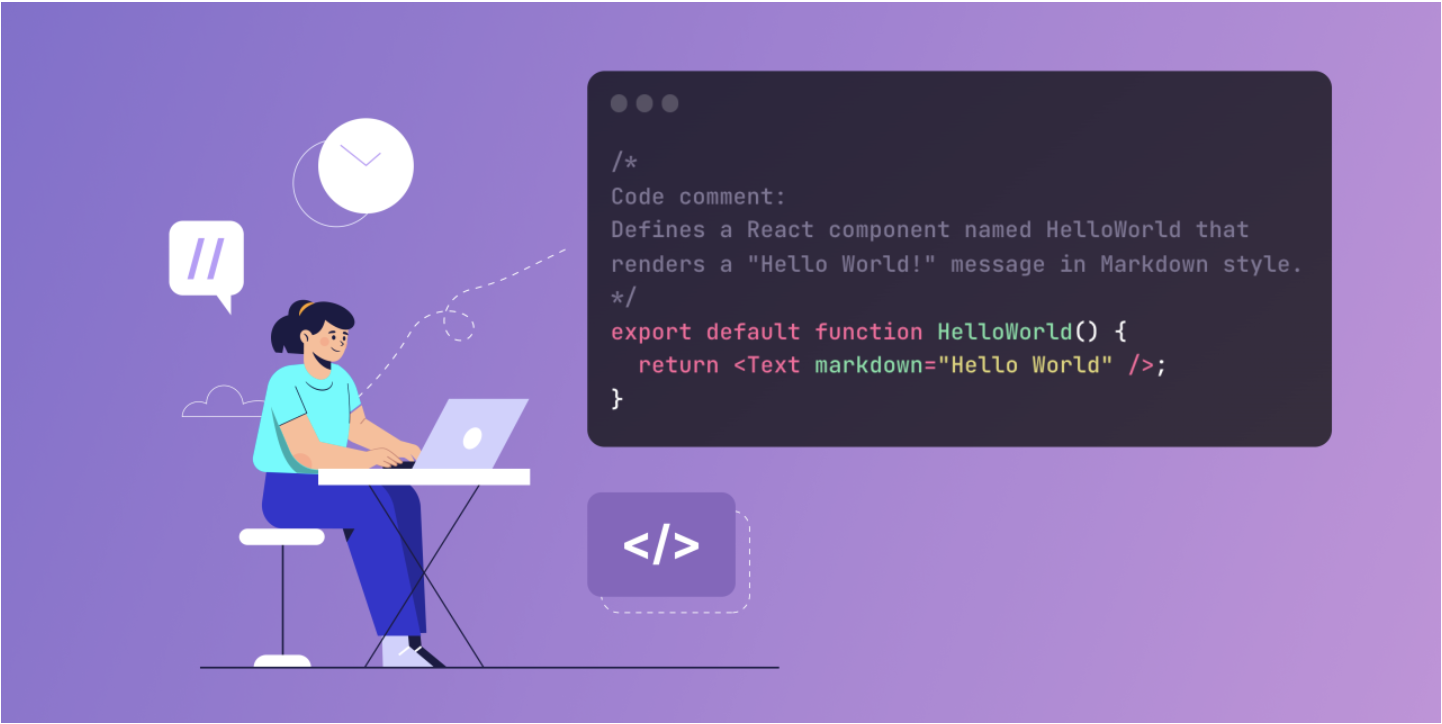 //
/*
Code comment:
Defines a React component named HelloWorld that
renders a "Hello World!" message in Markdown style.
*/
export default function HelloWorld() {
  return <Text markdown="Hello World" />;
}
</>